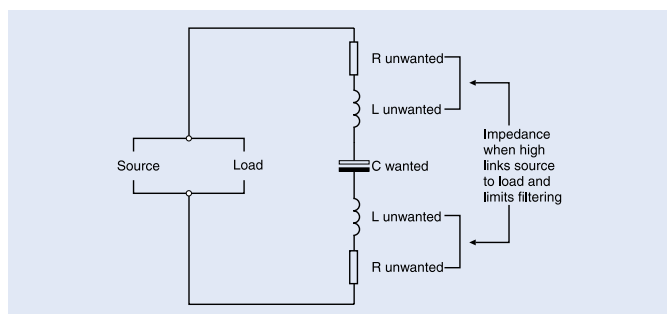 R unwanted
L unwanted
Source
Load
C wanted
Impedance
when high
links source
to load and
limits filtering
L unwanted
R unwanted